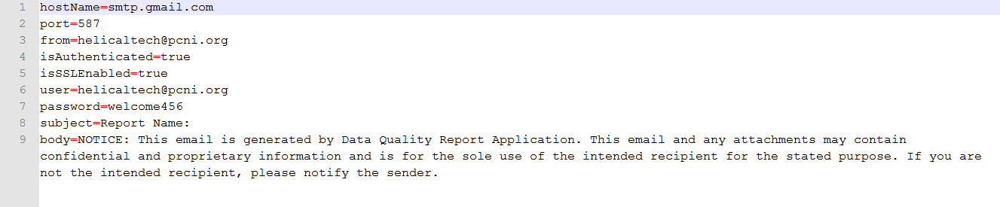 1 hostName=smtp.gmail.com
2 port=587
3 from=helicaltech@pcni.org
4 isAuthenticated=true
5 isSSLEnabled=true
6 user=helicaltech@pcni.org
7 password=welcome456
8 subject=Report Name:
9 body=NOTICE: This email is generated by Data Quality Report Application. This email and any attachments may contain
confidential and proprietary information and is for the sole use of the intended recipient for the stated purpose. If you are
not the intended recipient, please notify the sender.